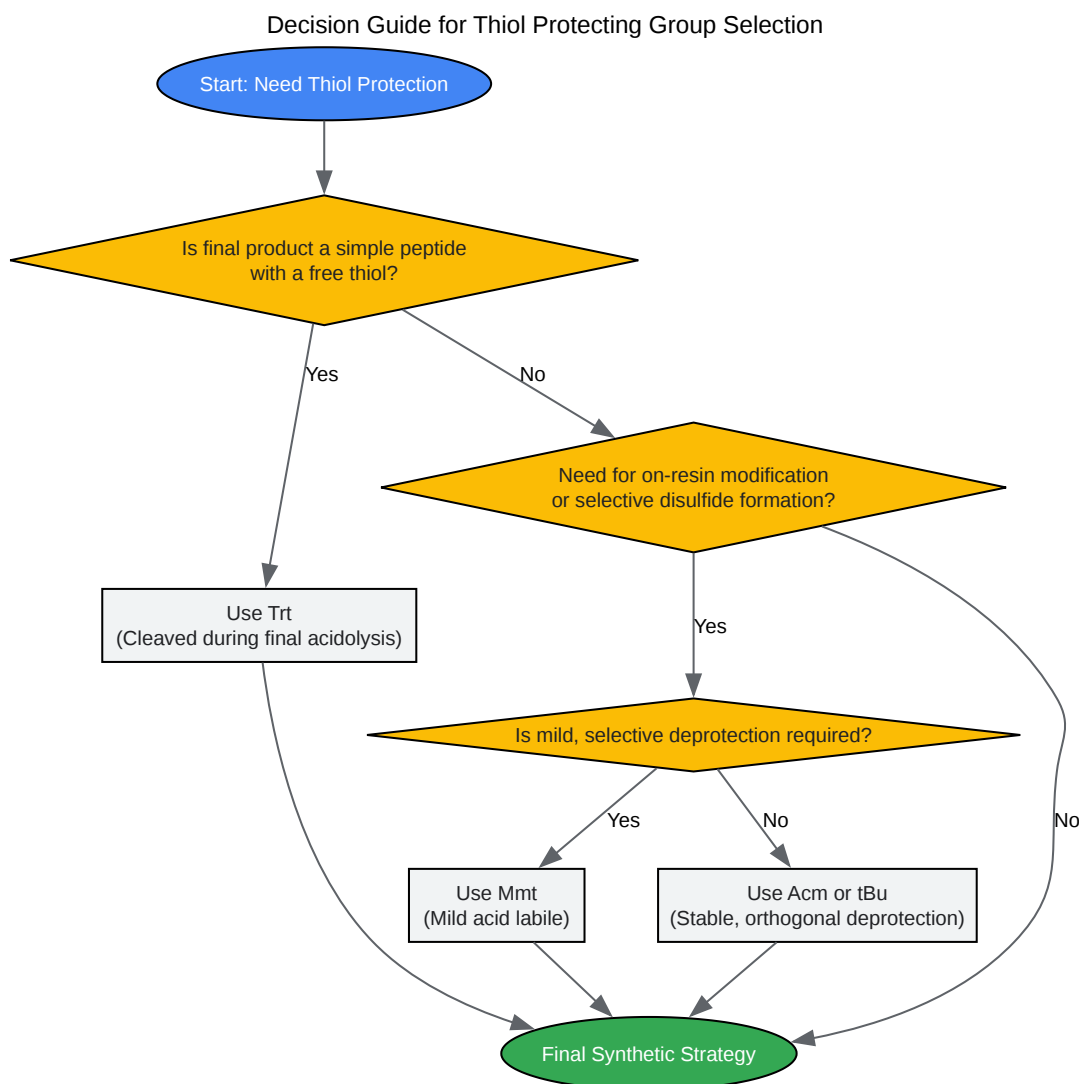 Decision Guide for Thiol Protecting Group Selection
Start: Need Thiol Protection
Is final product a simple peptide
with a free thiol?
Yes
No
Need for on-resin modification
or selective disulfide formation?
Use Trt
(Cleaved during final acidolysis)
Yes
No
Is mild, selective deprotection required?
Yes
No
Use Mmt
(Mild acid labile)
Use Acm or tBu
(Stable, orthogonal deprotection)
Final Synthetic Strategy